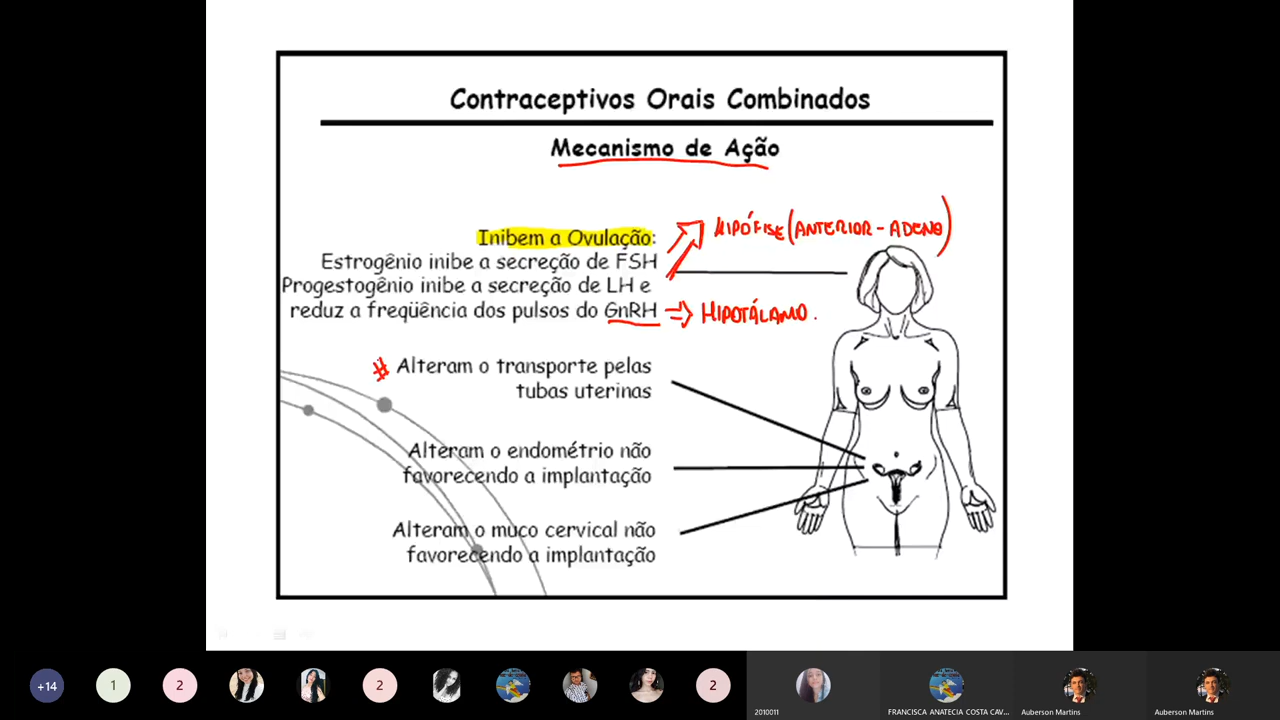 Contraceptivos Orais Combinados
Mecanismo de Ação
Inibem a Ovulação:
HIPÓFISE (ANTERIOR - ADENO)
Estrogênio inibe a secreção de FSH
Progestogênio inibe a secreção de LH e
reduz a freqüência dos pulsos do GnRH => HIPOTÁLAMO.
# Alteram o transporte pelas
tubas uterinas
Alteram o endométrio não
favorecendo a implantação
Alteram o muco cervical não
favorecendo a implantação
+14
1
2
2
2
2010011
FRANCISCA ANATECIA COSTA CAV...
Auberson Martins
Auberson Martins